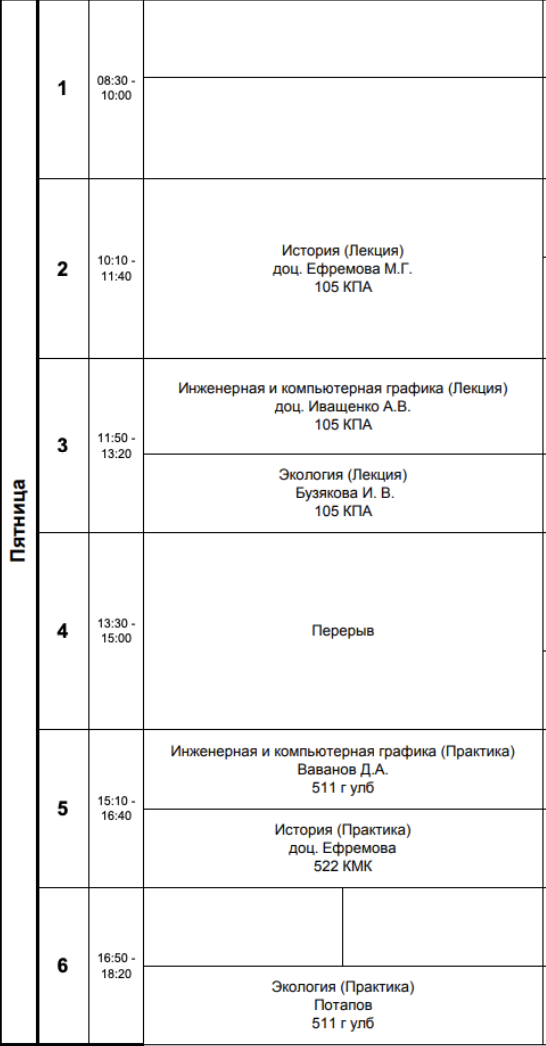 Пятница
1
08:30 -
10:00
2
10:10 -
11:40
История (Лекция)
доц. Ефремова М.Г.
105 КПА
3
11:50 -
13:20
Инженерная и компьютерная графика (Лекция)
доц. Иващенко А.В.
105 КПА
Экология (Лекция)
Бузякова И. В.
105 КПА
4
13:30 -
15:00
Перерыв
5
15:10 -
16:40
Инженерная и компьютерная графика (Практика)
Ваванов Д.А.
511 г улб
История (Практика)
доц. Ефремова
522 КМК
6
16:50 -
18:20
Экология (Практика)
Потапов
511 г улб